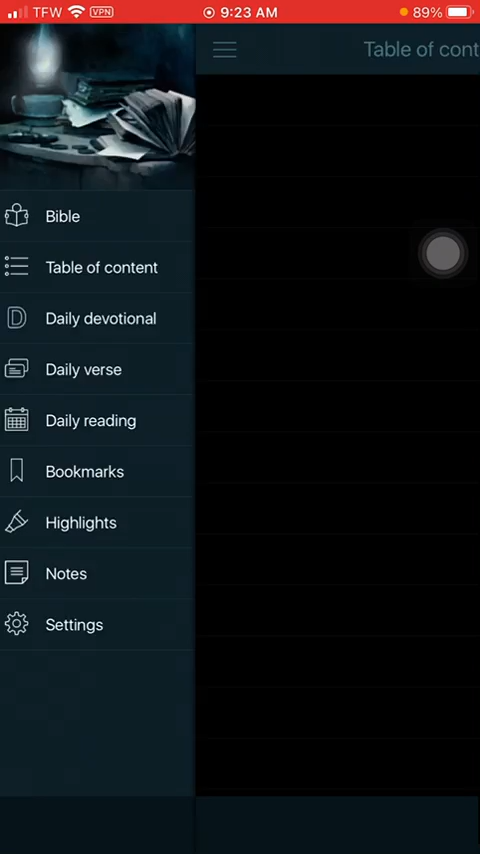 TFW VPN 9:23 AM 89%
Table of cont
Bible
Table of content
D Daily devotional
Daily verse
Daily reading
Bookmarks
Highlights
Notes
Settings